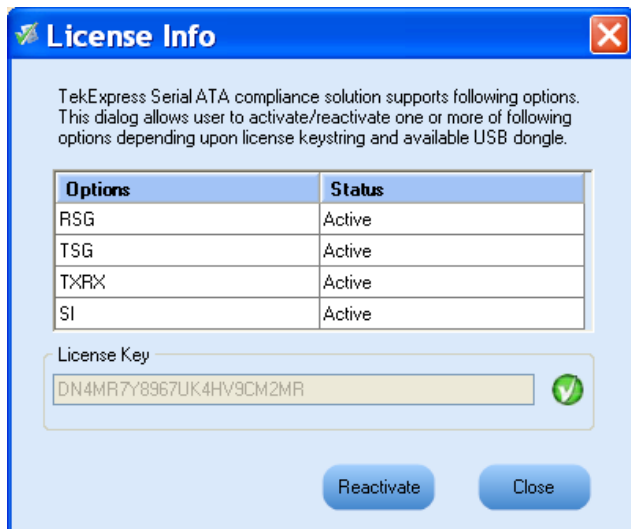 License Info
TekExpress Serial ATA compliance solution supports following options.
This dialog allows user to activate/reactivate one or more of following
options depending upon license keystring and available USB dongle.
Options Status
RSG Active
TSG Active
TXRX Active
SI Active
License Key
DN4MR7Y8967UK4HV9CM2MR
Reactivate Close